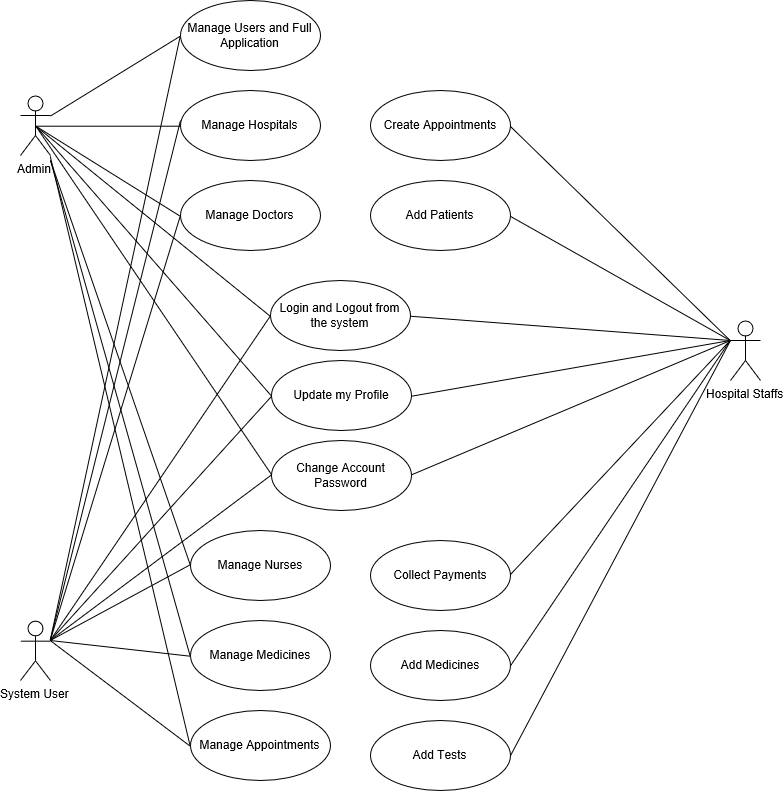 Manage Users and Full
Application
Manage Hospitals
Create Appointments
Admin
Manage Doctors
Add Patients
Login and Logout from
the system
Update my Profile
Hospital Staffs
Change Account
Password
Manage Nurses
Collect Payments
Manage Medicines
Add Medicines
System User
Manage Appointments
Add Tests